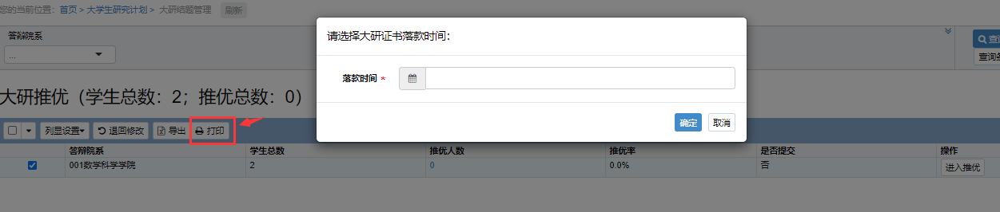 您的当前位置：首页 > 大学生研究计划 > 大研结题管理 刷新
请选择大研证书落款时间：
答辩院系
...
查询
落款时间 *
大研推优（学生总数：2；推优总数：0）
确定 取消
列显设置 退回修改 导出 打印
答辩院系 学生总数 推优人数 推优率 是否提交 操作
001数学科学学院 2 0 0.0% 否 进入推优